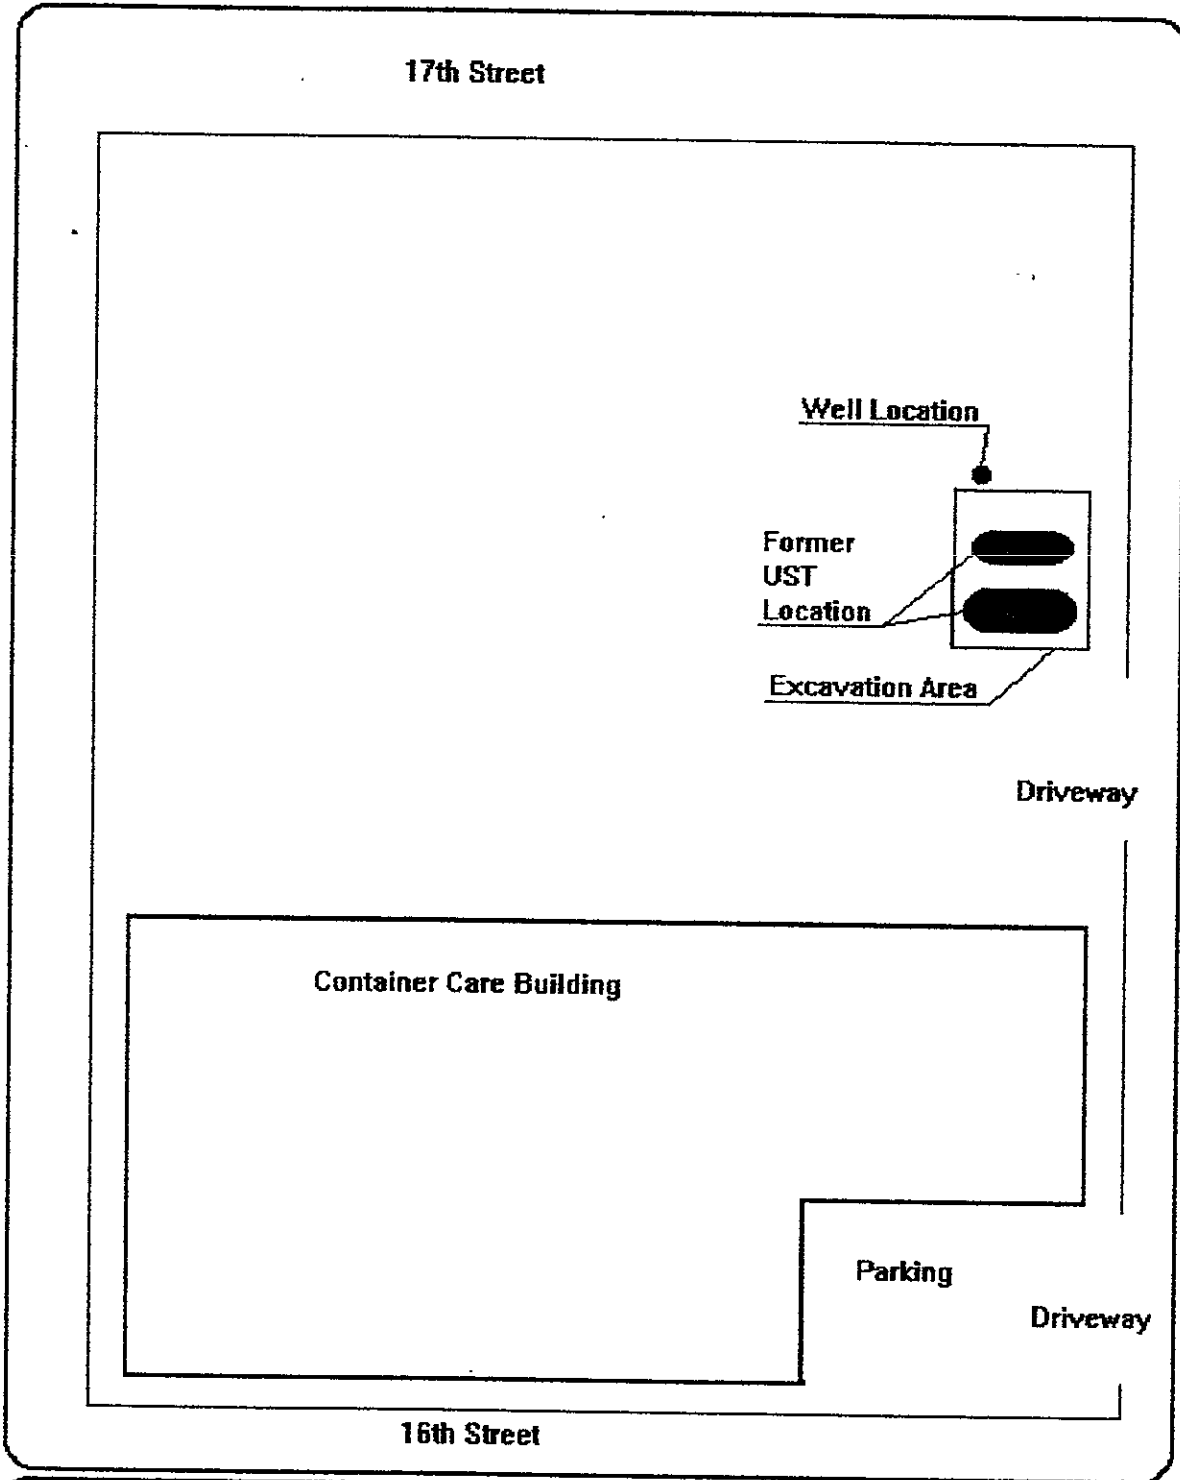 17th Street
Well Location
Former
UST
Location
Excavation Area
Driveway
Container Care Building
Parking
Driveway
16th Street